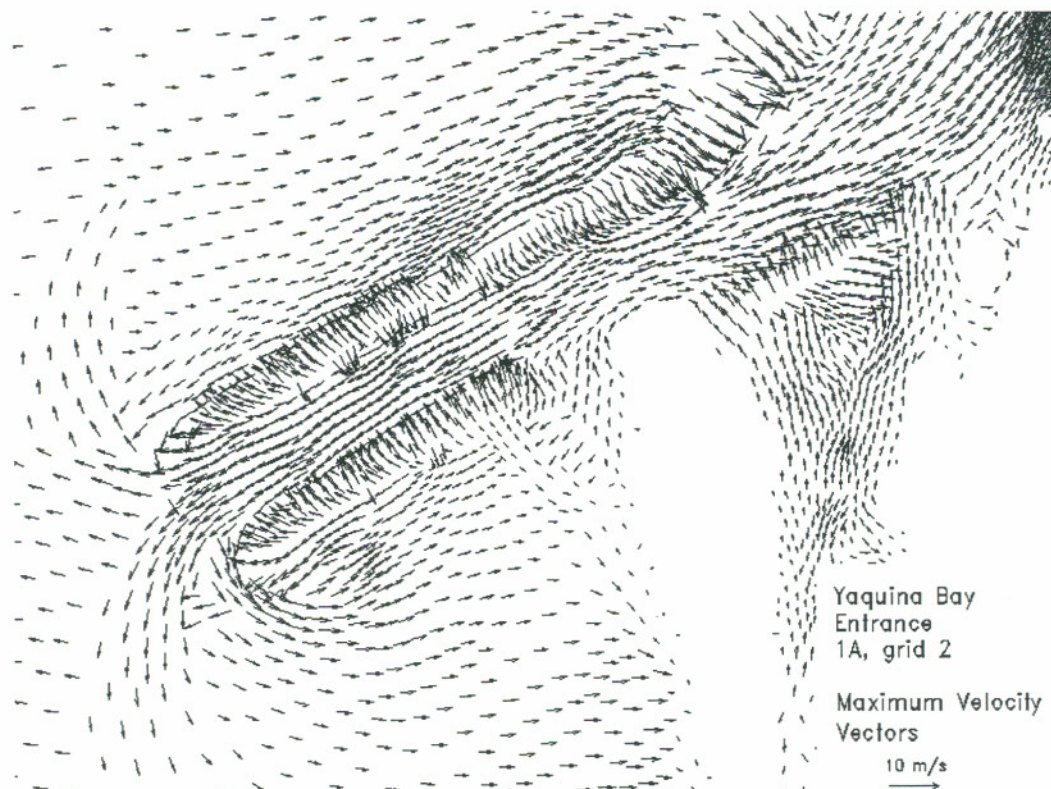 Yaquina Bay
Entrance
1A, grid 2
Maximum Velocity
Vectors
10 m/s